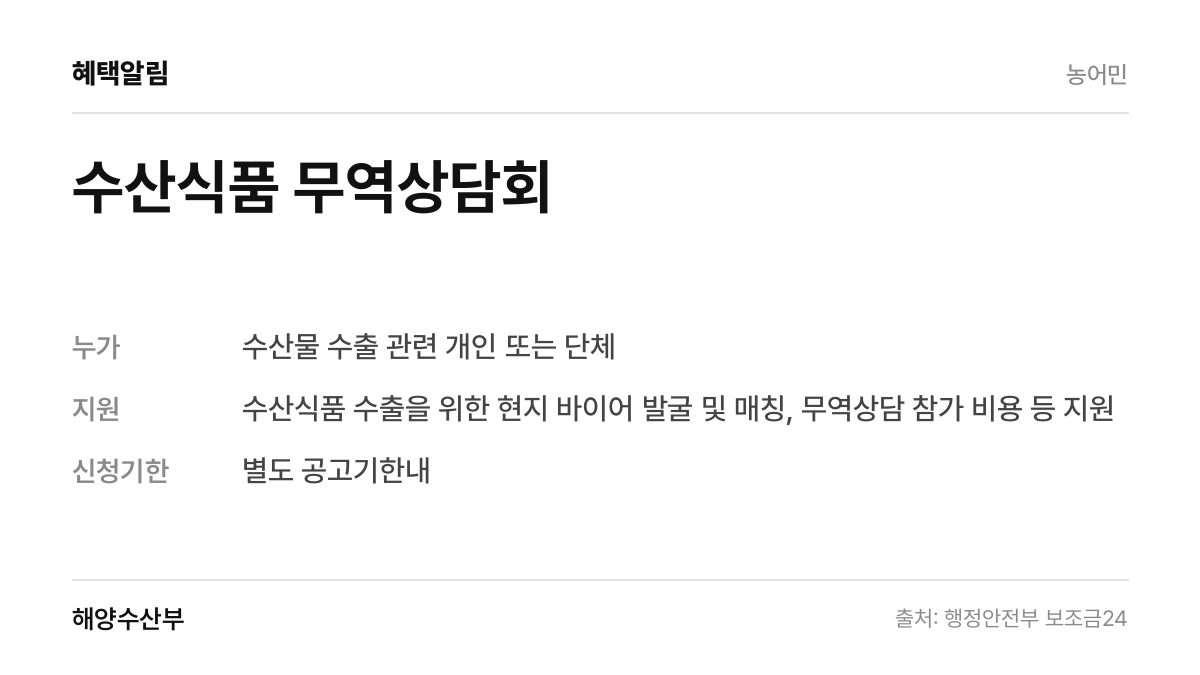 혜택알림
농어민
수산식품 무역상담회
누가 수산물 수출 관련 개인 또는 단체
지원 수산식품 수출을 위한 현지 바이어 발굴 및 매칭, 무역상담 참가 비용 등 지원
신청기한 별도 공고기한내
해양수산부
출처: 행정안전부 보조금24